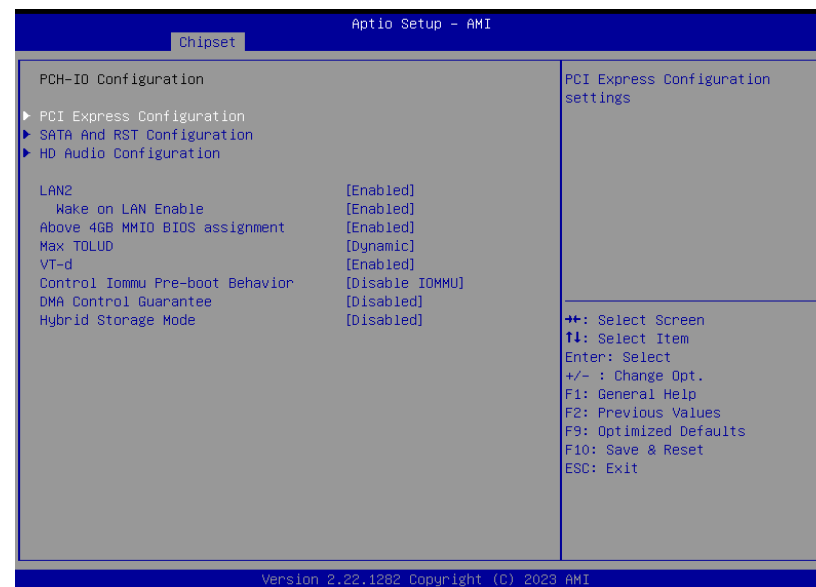 Aptio Setup – AMI
Chipset
PCH-IO Configuration
PCI Express Configuration
SATA And RST Configuration
HD Audio Configuration
LAN2 [Enabled]
Wake on LAN Enable [Enabled]
Above 4GB MMIO BIOS assignment [Enabled]
Max TOLUD [Dynamic]
VT-d [Enabled]
Control Iommu Pre-boot Behavior [Disable IOMMU]
DMA Control Guarantee [Disabled]
Hybrid Storage Mode [Disabled]
PCI Express Configuration
settings
→←: Select Screen
↑↓: Select Item
Enter: Select
+/- : Change Opt.
F1: General Help
F2: Previous Values
F9: Optimized Defaults
F10: Save & Reset
ESC: Exit
Version 2.22.1282 Copyright (C) 2023 AMI